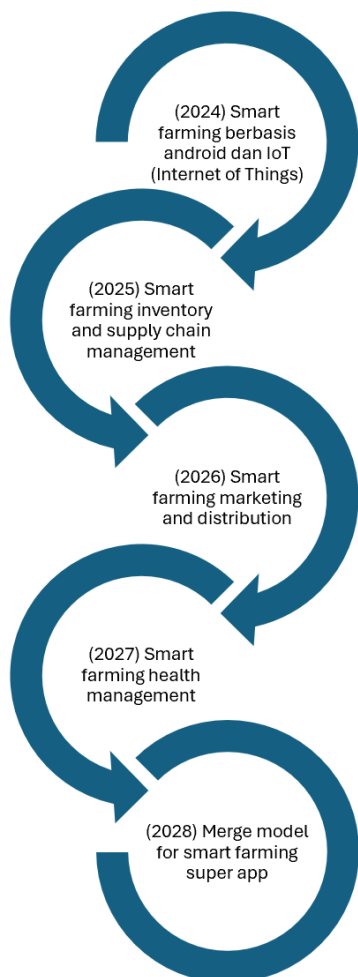 (2024) Smart
farming berbasis
android dan IoT
(Internet of Things)
(2025) Smart
farming inventory
and supply chain
management
(2026) Smart
farming marketing
and distribution
(2027) Smart
farming health
management
(2028) Merge model
for smart farming
super app